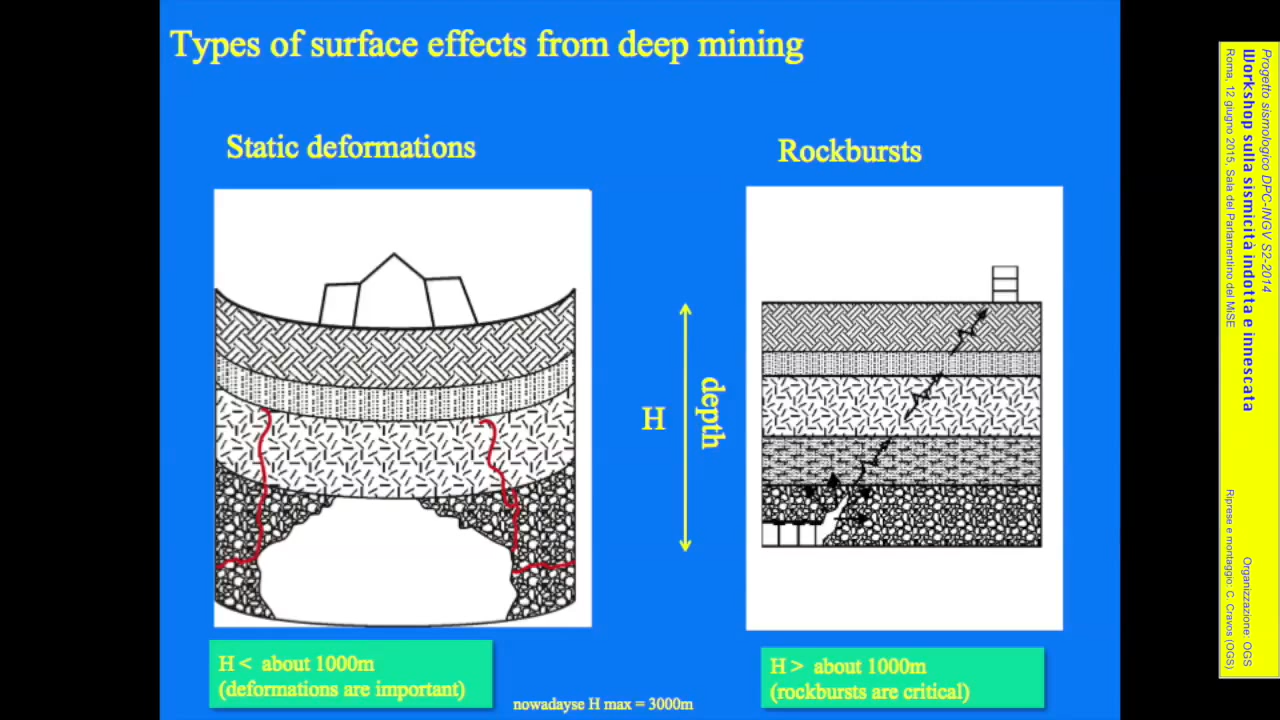 Types of surface effects from deep mining
Static deformations
Rockbursts
H
depth
H < about 1000m
(deformations are important)
H > about 1000m
(rockbursts are critical)
nowadayse H max = 3000m
Progetto sismologico DPC-INGV S2-2014
Workshop sulla sismicità indotta e innescata
Roma, 12 giugno 2015, Sala del Parlamentino del MiSE
Organizzazione: OGS
Riprese e montaggio: C. Cravos (OGS)